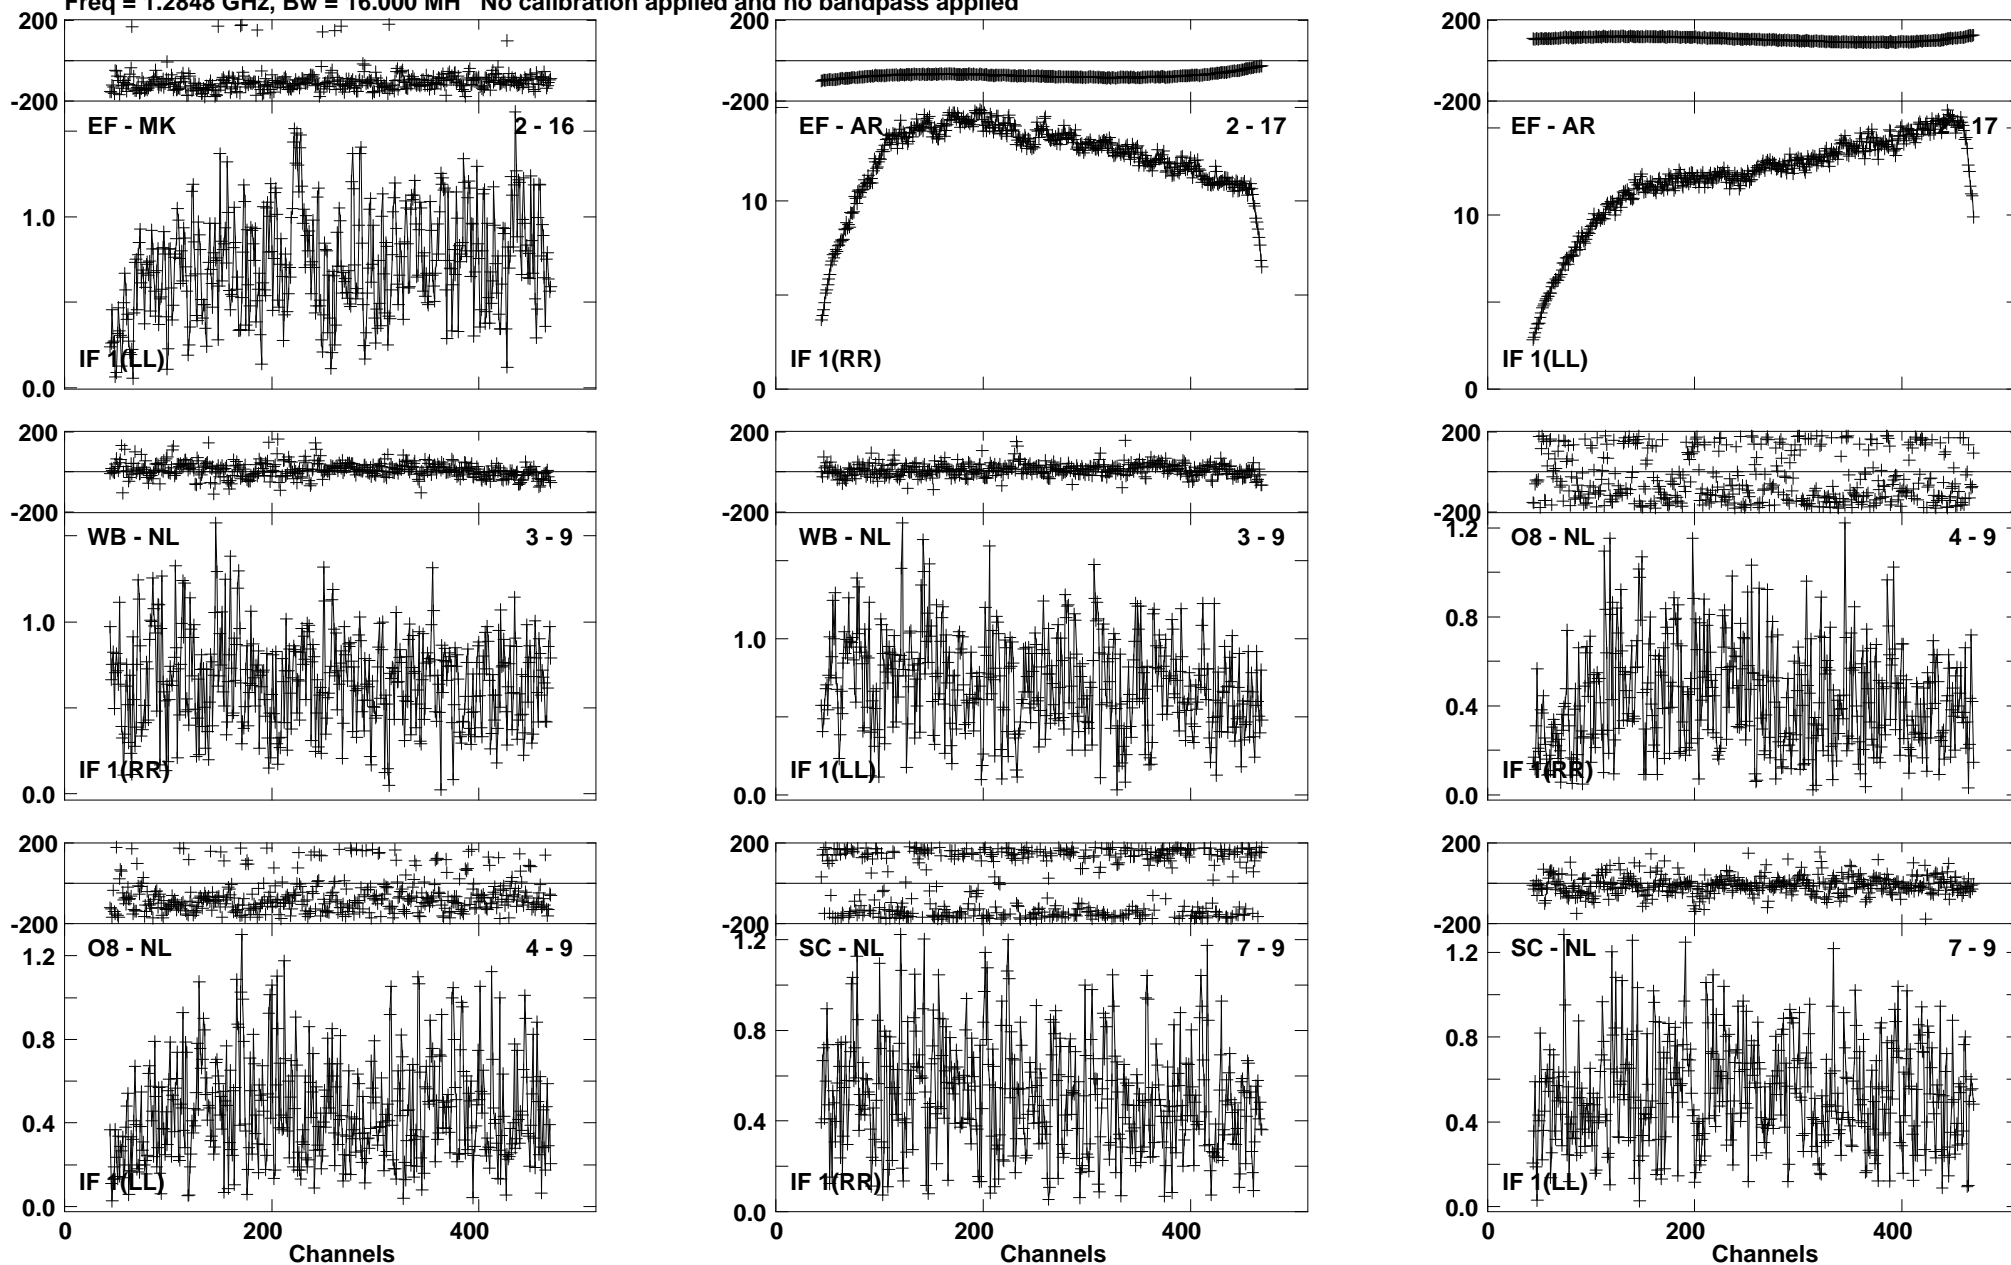 Freq = 1.2848 GHz, Bw = 16.000 MH No calibration applied and no bandpass applied
200
-200
EF - MK 2 - 16
1.0
IF 1(LL)
0.0
-200
EF - AR 2 - 17
10
IF 1(RR)
0
200
-200
EF - AR 2 - 17
10
IF 1(LL)
0
200
-200
WB - NL 3 - 9
1.0
IF 1(RR)
0.0
200
-200
WB - NL 3 - 9
1.0
IF 1(LL)
0.0
200
-200
1.2
O8 - NL 4 - 9
0.8
0.4
IF 1(RR)
0.0
200
-200
O8 - NL 4 - 9
1.2
0.8
0.4
IF 1(LL)
0.0
0 200 400
Channels
200
-200
1.2
SC - NL 7 - 9
0.8
0.4
IF 1(RR)
0.0
0 200 400
Channels
200
-200
SC - NL 7 - 9
1.2
0.8
0.4
IF 1(LL)
0.0
0 200 400
Channels